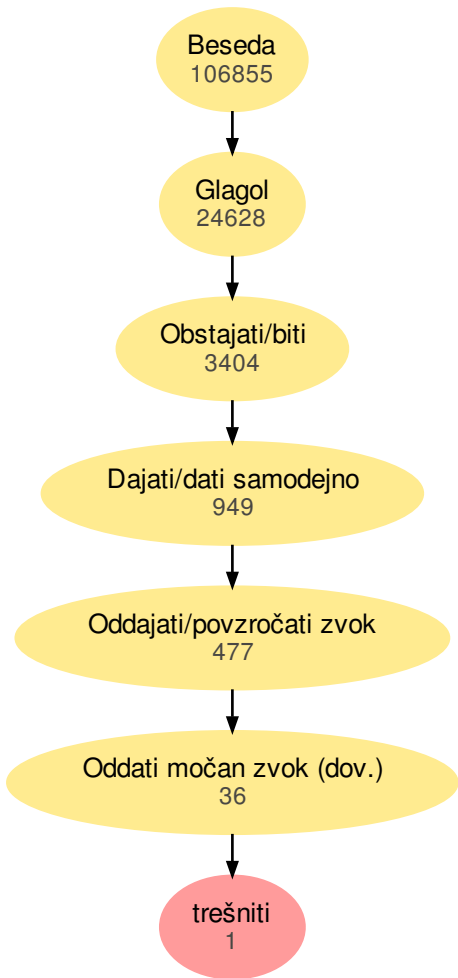 Beseda
106855
Glagol
24628
Obstajati/biti
3404
Dajati/dati samodejno
949
Oddajati/povzročati zvok
477
Oddati močan zvok (dov.)
36
trešniti
1